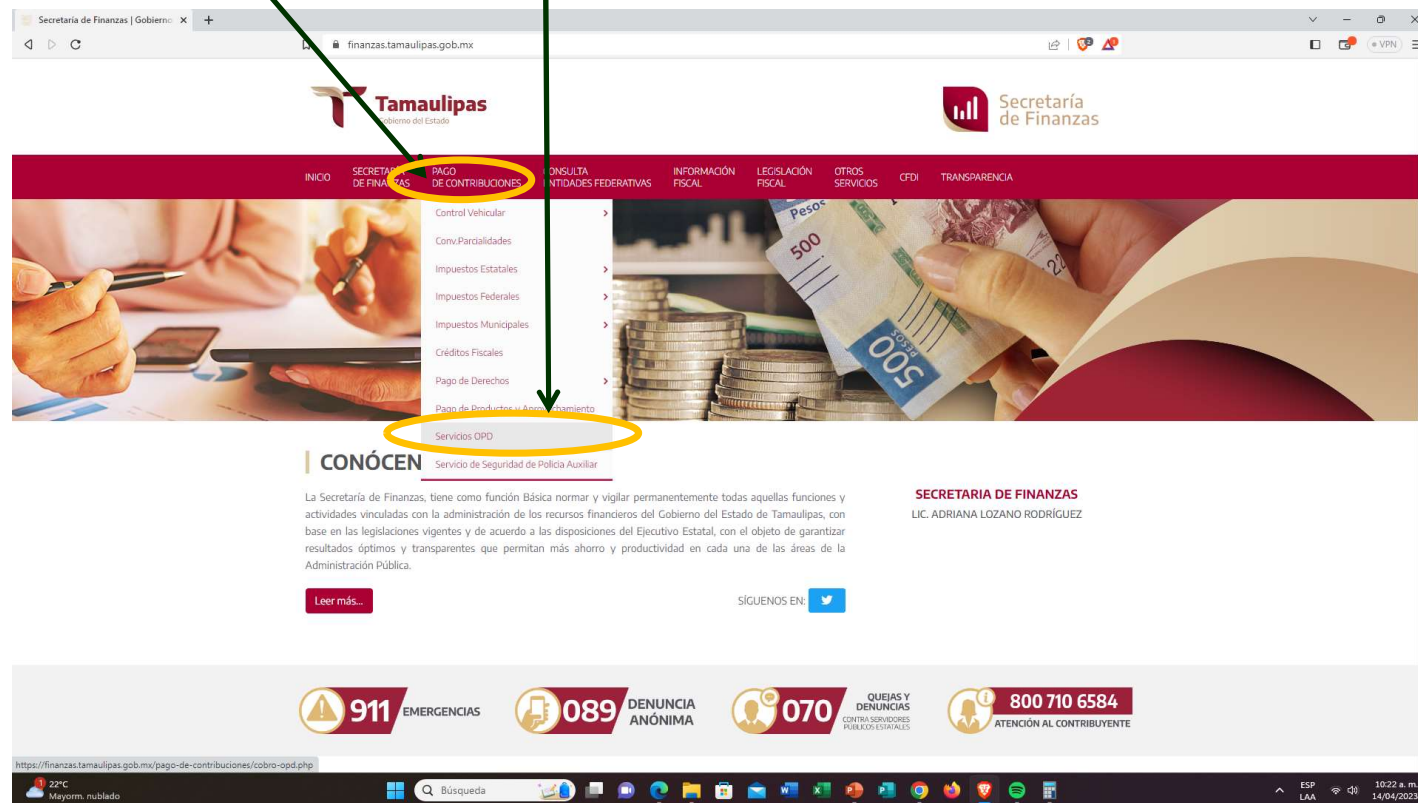 Secretaría de Finanzas | Gobierno
finanzas.tamaulipas.gob.mx
VPN
Tamaulipas
Gobierno del Estado
Secretaría
de Finanzas
INICIO
SECRETARÍA
DE FINANZAS
PAGO
DE CONTRIBUCIONES
CONSULTA
ENTIDADES FEDERATIVAS
INFORMACIÓN
FISCAL
LEGISLACIÓN
FISCAL
OTROS
SERVICIOS
CFDI
TRANSPARENCIA
Control Vehicular
Conv.Parcialidades
Impuestos Estatales
Impuestos Federales
Impuestos Municipales
Créditos Fiscales
Pago de Derechos
Pago de Productos y Aprovechamiento
Servicios OPD
Servicio de Seguridad de Policia Auxiliar
Pesos
500
500
CONÓCEN
La Secretaría de Finanzas, tiene como función Básica normar y vigilar permanentemente todas aquellas funciones y
actividades vinculadas con la administración de los recursos financieros del Gobierno del Estado de Tamaulipas, con
base en las legislaciones vigentes y de acuerdo a las disposiciones del Ejecutivo Estatal, con el objeto de garantizar
resultados óptimos y transparentes que permitan más ahorro y productividad en cada una de las áreas de la
Administración Pública.
Leer más...
SÍGUENOS EN:
SECRETARIA DE FINANZAS
LIC. ADRIANA LOZANO RODRÍGUEZ
911 EMERGENCIAS
089 DENUNCIA
ANÓNIMA
070 QUEJAS Y
DENUNCIAS
CONTRA SERVIDORES
PÚBLICOS ESTATALES
800 710 6584
ATENCIÓN AL CONTRIBUYENTE
https://finanzas.tamaulipas.gob.mx/pago-de-contribuciones/cobro-opd.php
22°C
Mayorm. nublado
Búsqueda
ESP
LAA
10:22 a. m.
14/04/2023